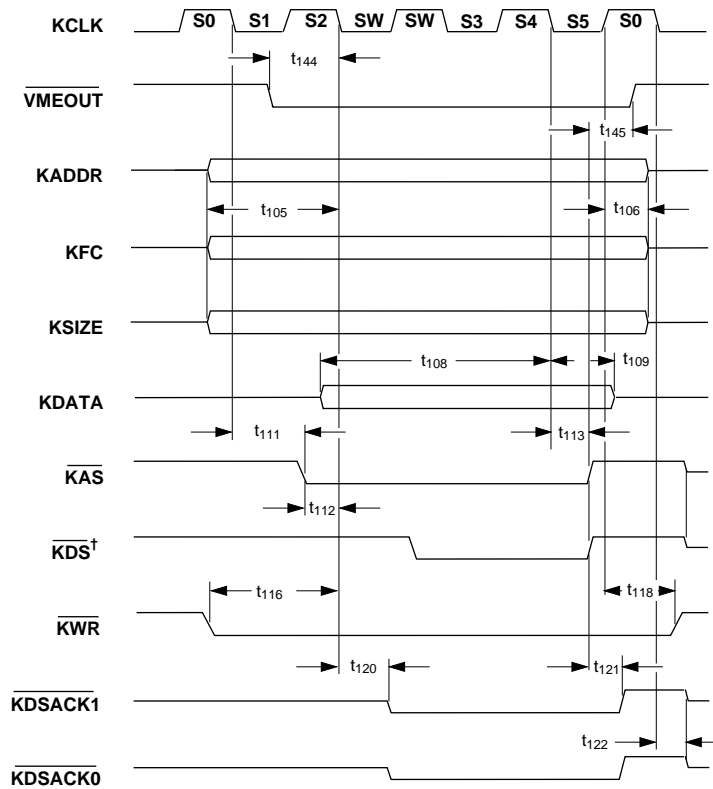 KCLK S0 S1 S2 SW SW S3 S4 S5 S0
t144
VMEOUT
t145
KADDR
t105 t106
KFC
KSIZE
t108 t109
KDATA
t111 t113
KAS
t112
KDS†
t116 t118
KWR
t120 t121
KDSACK1
t122
KDSACK0